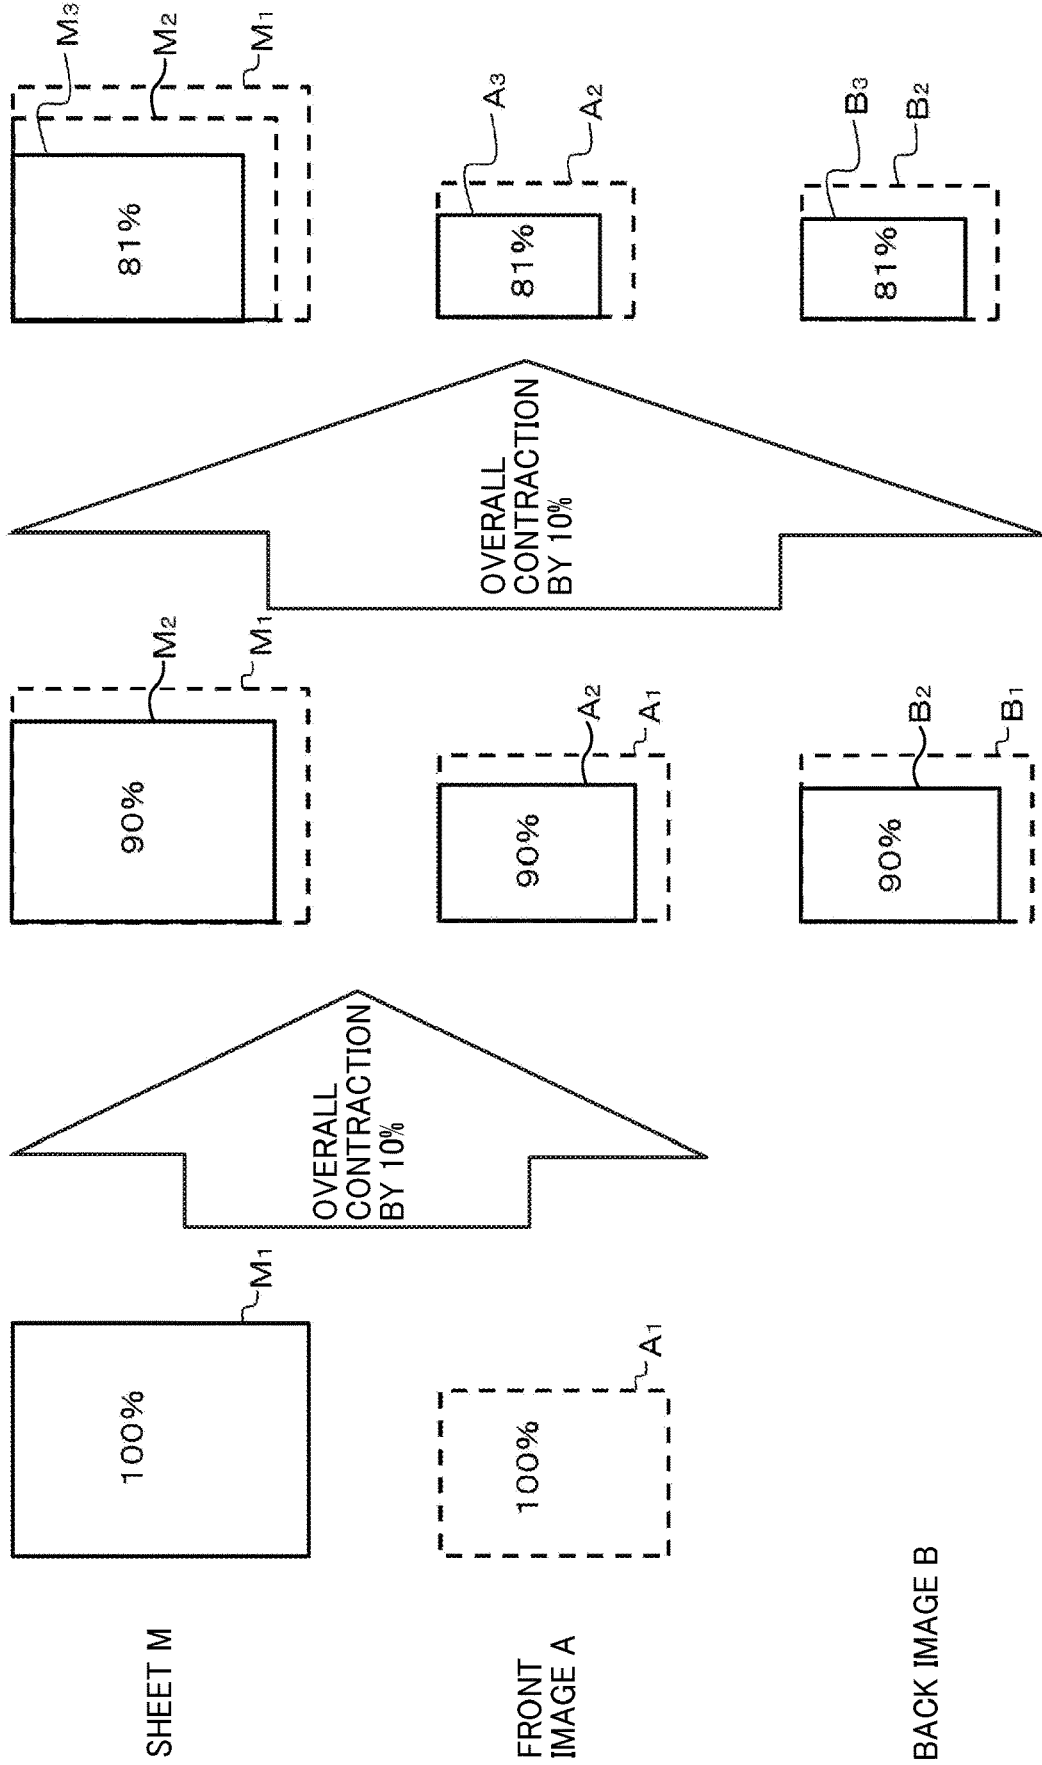 SHEET M
100%
M1
OVERALL
CONTRACTION
BY 10%
90%
M2
M1
OVERALL
CONTRACTION
BY 10%
81%
M3
M2
M1
FRONT
IMAGE A
100%
A1
90%
A2
A1
81%
A3
A2
BACK IMAGE B
90%
B2
B1
81%
B3
B2